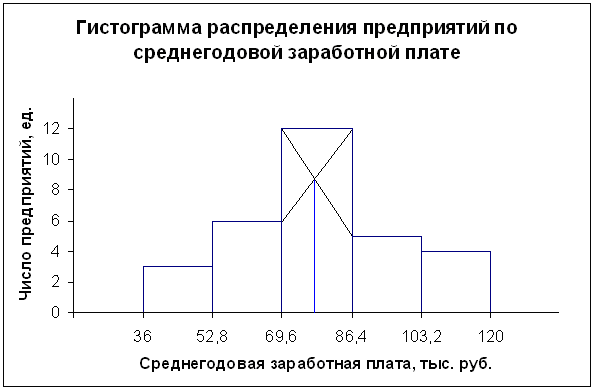 Гистограмма распределения предприятий по
среднегодовой заработной плате
Число предприятий, ед.
12
10
8
6
4
2
0
36 52,8 69,6 86,4 103,2 120
Среднегодовая заработная плата, тыс. руб.